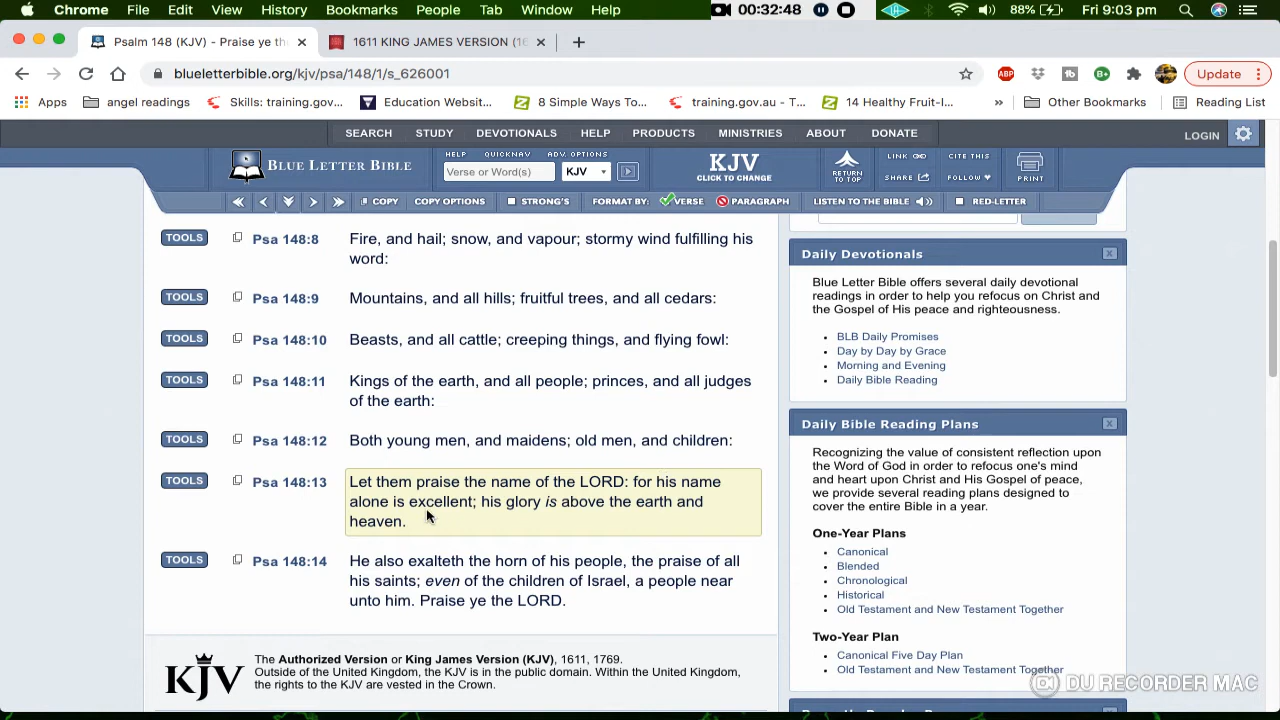 Chrome File Edit View History Bookmarks People Tab Window Help 00:32:48 88% Fri 9:03 pm
Psalm 148 (KJV) - Praise ye th 1611 KING JAMES VERSION (16
blueletterbible.org/kjv/psa/148/1/s_626001 ABP tb B+ Update
Apps angel readings Skills: training.gov... Education Websit... 8 Simple Ways To... training.gov.au - T... 14 Healthy Fruit-I... » Other Bookmarks Reading List
SEARCH STUDY DEVOTIONALS HELP PRODUCTS MINISTRIES ABOUT DONATE LOGIN
BLUE LETTER BIBLE HELP QUICKNAV ADV. OPTIONS KJV LINK CITE THIS
Verse or Word(s) KJV CLICK TO CHANGE RETURN TO TOP SHARE FOLLOW PRINT
COPY COPY OPTIONS STRONG'S FORMAT BY: VERSE PARAGRAPH LISTEN TO THE BIBLE RED-LETTER
TOOLS Psa 148:8 Fire, and hail; snow, and vapour; stormy wind fulfilling his
word:
TOOLS Psa 148:9 Mountains, and all hills; fruitful trees, and all cedars:
TOOLS Psa 148:10 Beasts, and all cattle; creeping things, and flying fowl:
TOOLS Psa 148:11 Kings of the earth, and all people; princes, and all judges
of the earth:
TOOLS Psa 148:12 Both young men, and maidens; old men, and children:
TOOLS Psa 148:13 Let them praise the name of the LORD: for his name
alone is excellent; his glory is above the earth and
heaven.
TOOLS Psa 148:14 He also exalteth the horn of his people, the praise of all
his saints; even of the children of Israel, a people near
unto him. Praise ye the LORD.
KJV
The Authorized Version or King James Version (KJV), 1611, 1769.
Outside of the United Kingdom, the KJV is in the public domain. Within the United Kingdom,
the rights to the KJV are vested in the Crown.
Daily Devotionals
Blue Letter Bible offers several daily devotional
readings in order to help you refocus on Christ and
the Gospel of His peace and righteousness.
BLB Daily Promises
Day by Day by Grace
Morning and Evening
Daily Bible Reading
Daily Bible Reading Plans
Recognizing the value of consistent reflection upon
the Word of God in order to refocus one's mind
and heart upon Christ and His Gospel of peace,
we provide several reading plans designed to
cover the entire Bible in a year.
One-Year Plans
Canonical
Blended
Chronological
Historical
Old Testament and New Testament Together
Two-Year Plan
Canonical Five Day Plan
Old Testament and New Testament Together
DU RECORDER MAC